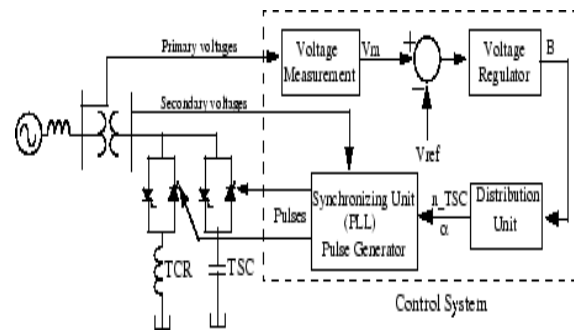 Primary voltages
Voltage
Measurement
Vm
+
−
Voltage
Regulator
B
Secondary voltages
Vref
Synchronizing Unit
(PLL)
Pulse Generator
n_TSC
α
Distribution
Unit
Pulses
TCR
TSC
Control System